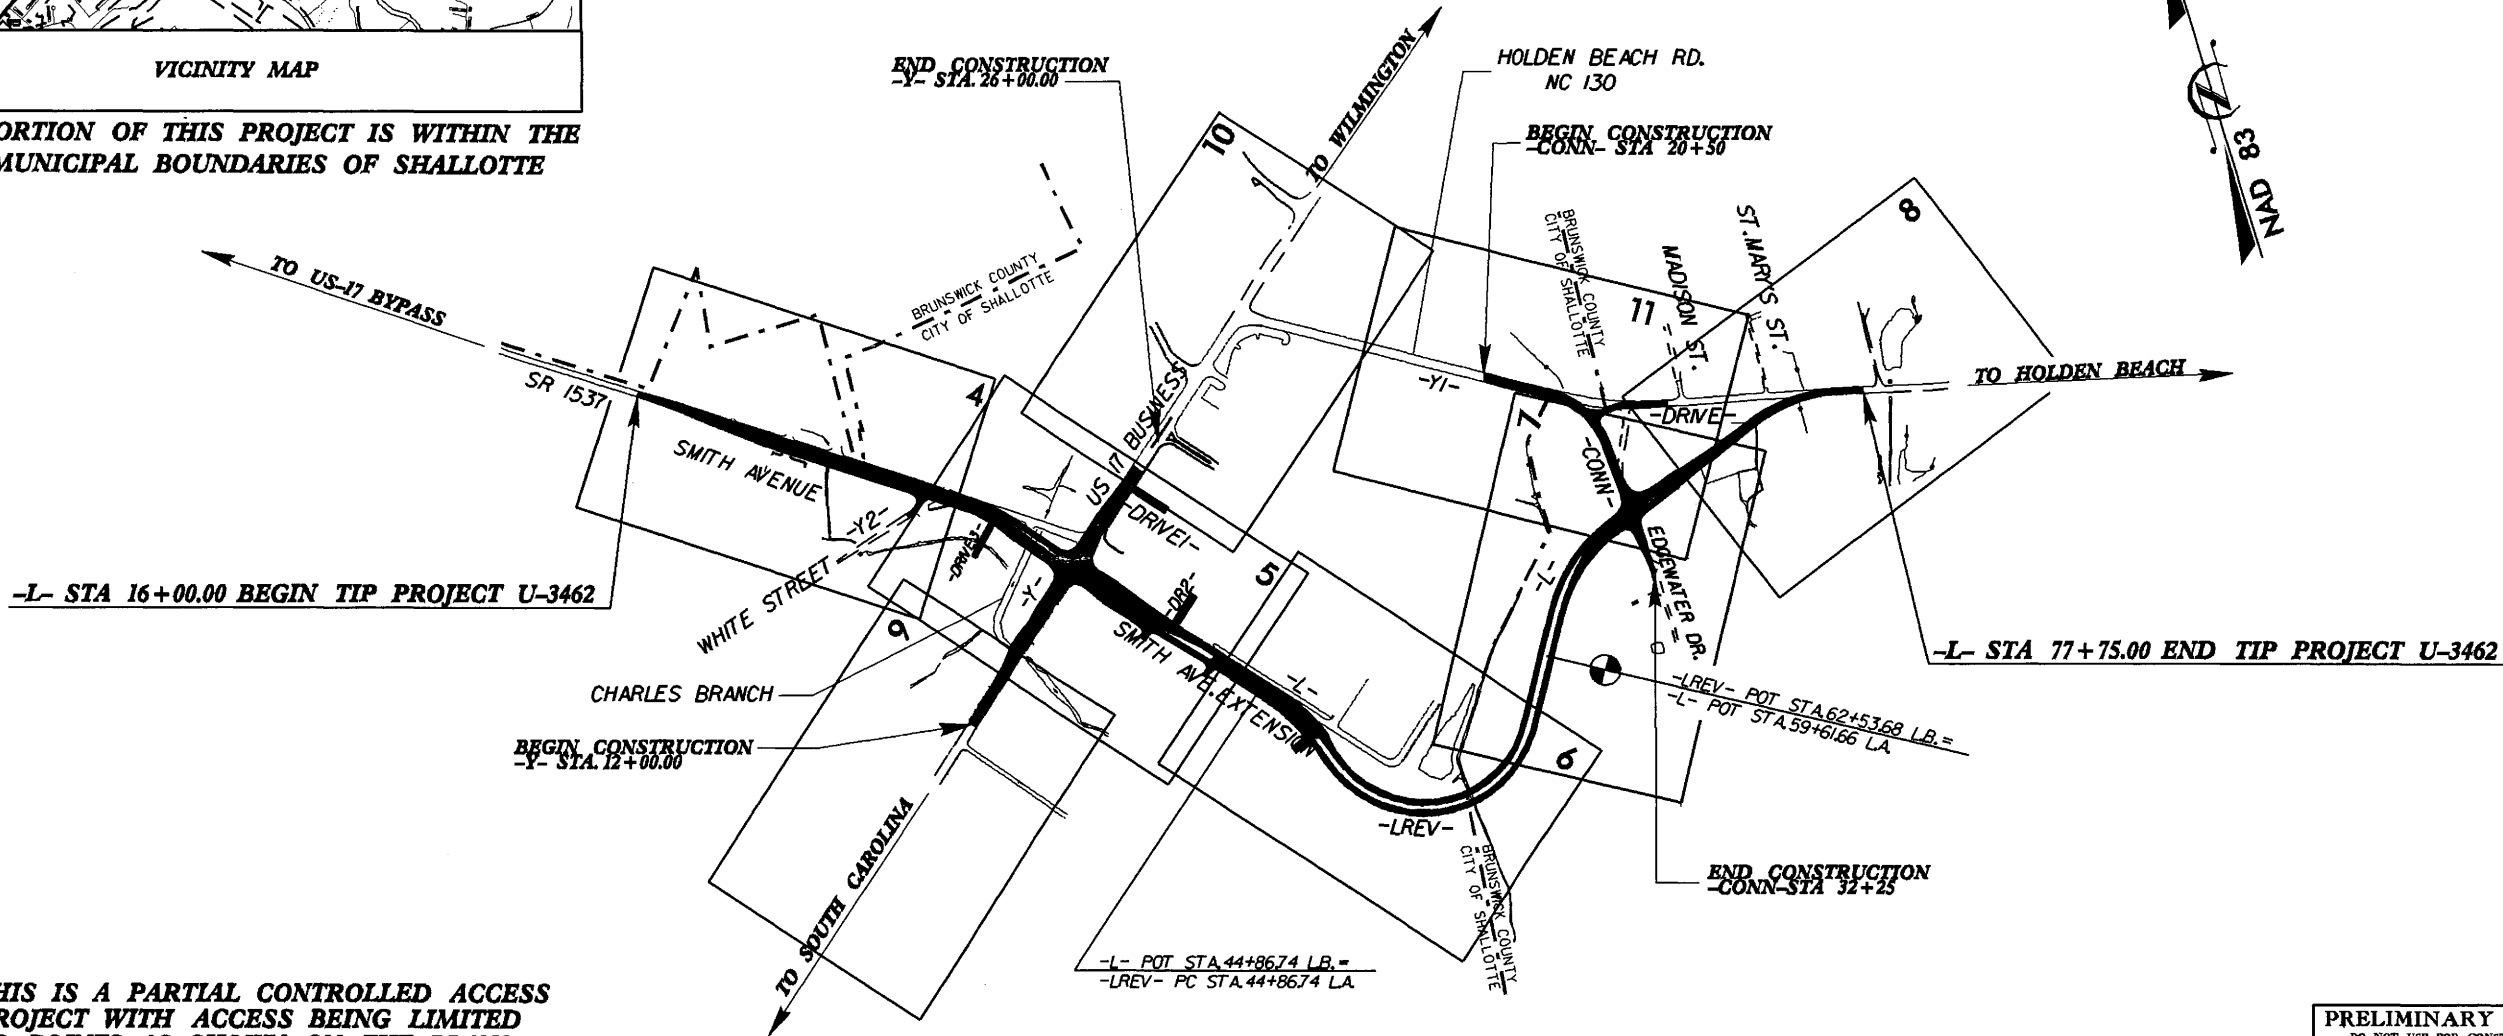 VICINITY MAP
ORTION OF THIS PROJECT IS WITHIN THE
MUNICIPAL BOUNDARIES OF SHALLOTTE
END CONSTRUCTION
-Y- STA. 26+00.00
TO WILMINGTON
HOLDEN BEACH RD.
NC 130
BEGIN CONSTRUCTION
-CONN- STA 20+50
NAD 83
10
8
TO US-17 BYPASS
BRUNSWICK COUNTY
CITY OF SHALLOTTE
BRUNSWICK COUNTY
CITY OF SHALLOTTE
MADISON ST.
ST.MARY'S ST.
11
SR 1537
4
-Y1-
7
-DRIVE-
TO HOLDEN BEACH
SMITH AVENUE
US 17 BUSINESS
-CONN-
-Y2-
-DRIVE1-
-DRIVE3-
EDGEWATER DR.
-L- STA 16+00.00 BEGIN TIP PROJECT U-3462
WHITE STREET
-Y-
5
-DR2-
-L-
9
SMITH AVE.EXTENSION
-L-
-L- STA 77+75.00 END TIP PROJECT U-3462
CHARLES BRANCH
-LREV- POT STA.62+53.68 LB.=
-L- POT STA.59+61.66 LA.
BEGIN CONSTRUCTION
-Y- STA. 12+00.00
6
-LREV-
TO SOUTH CAROLINA
BRUNSWICK COUNTY
CITY OF SHALLOTTE
END CONSTRUCTION
-CONN-STA 32+25
-L- POT STA.44+86.74 LB.=
-LREV- PC STA.44+86.74 LA.
HIS IS A PARTIAL CONTROLLED ACCESS
ROJECT WITH ACCESS BEING LIMITED
PRELIMINARY